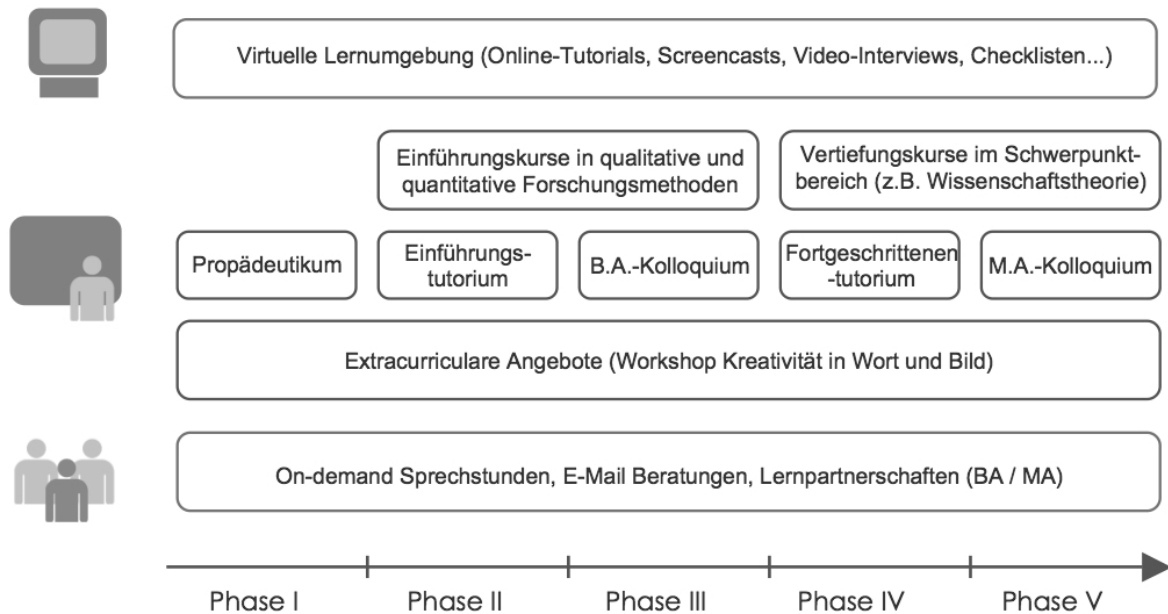 Virtuelle Lernumgebung (Online-Tutorials, Screencasts, Video-Interviews, Checklisten...)
Einführungskurse in qualitative und
quantitative Forschungsmethoden
Vertiefungskurse im Schwerpunkt-
bereich (z.B. Wissenschaftstheorie)
Propädeutikum
Einführungs-
tutorium
B.A.-Kolloquium
Fortgeschrittenen
-tutorium
M.A.-Kolloquium
Extracurriculare Angebote (Workshop Kreativität in Wort und Bild)
On-demand Sprechstunden, E-Mail Beratungen, Lernpartnerschaften (BA / MA)
Phase I
Phase II
Phase III
Phase IV
Phase V